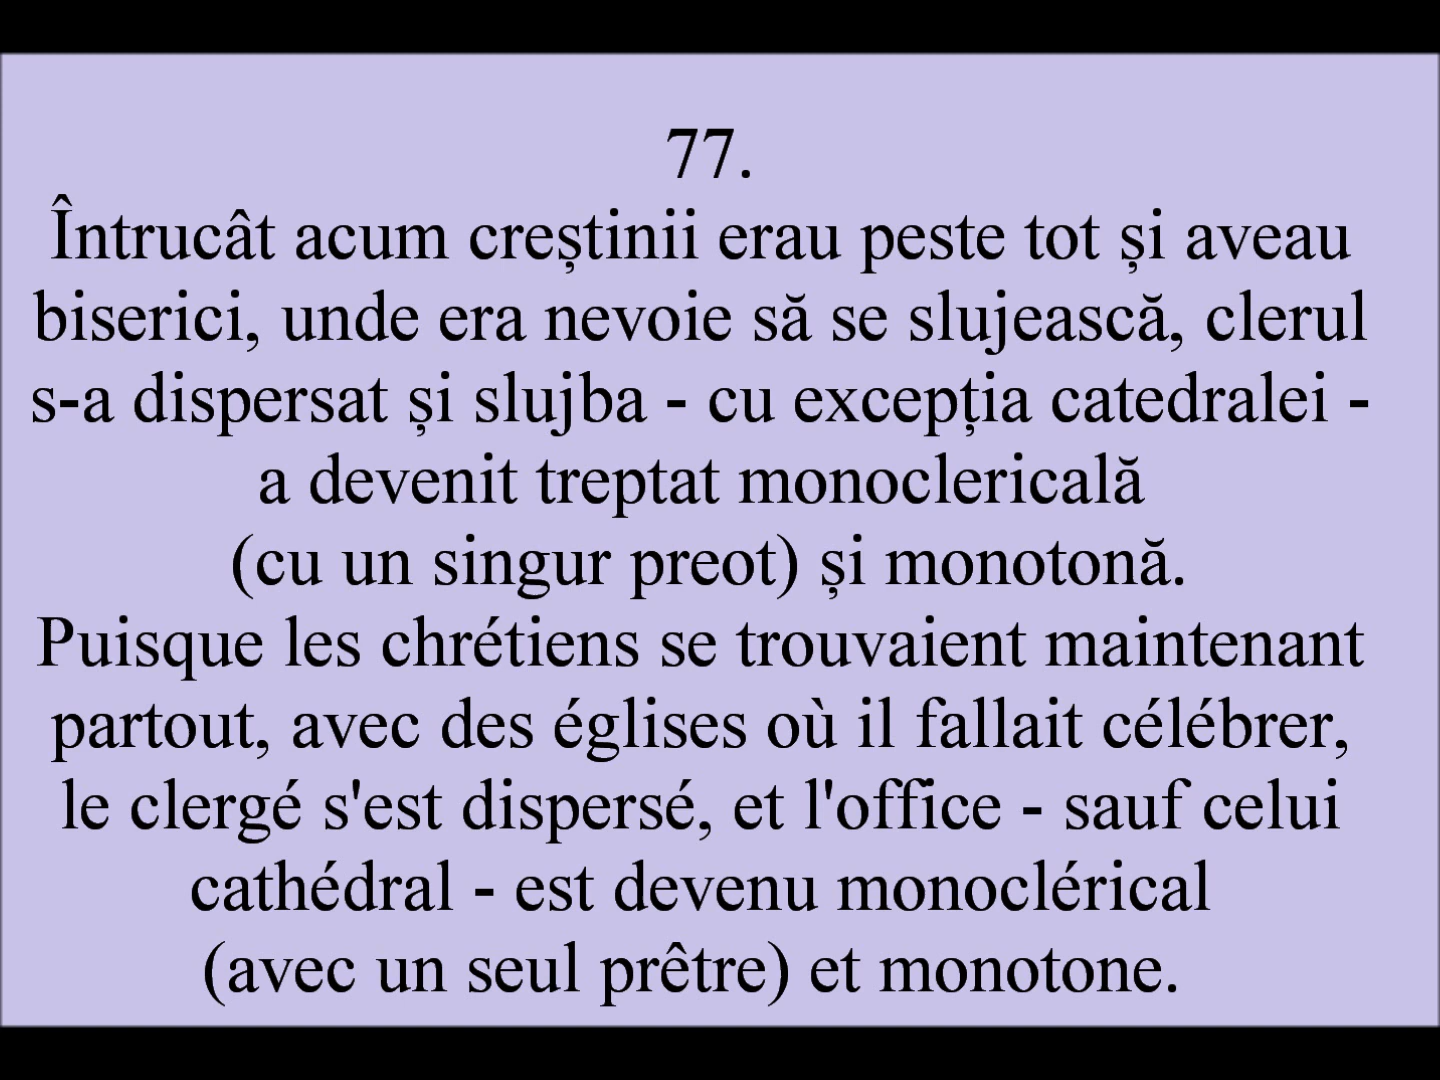 77.
Întrucât acum creștinii erau peste tot și aveau
biserici, unde era nevoie să se slujească, clerul
s-a dispersat și slujba - cu excepția catedralei -
a devenit treptat monoclericală
(cu un singur preot) și monotonă.
Puisque les chrétiens se trouvaient maintenant
partout, avec des églises où il fallait célébrer,
le clergé s'est dispersé, et l'office - sauf celui
cathédral - est devenu monoclérical
(avec un seul prêtre) et monotone.